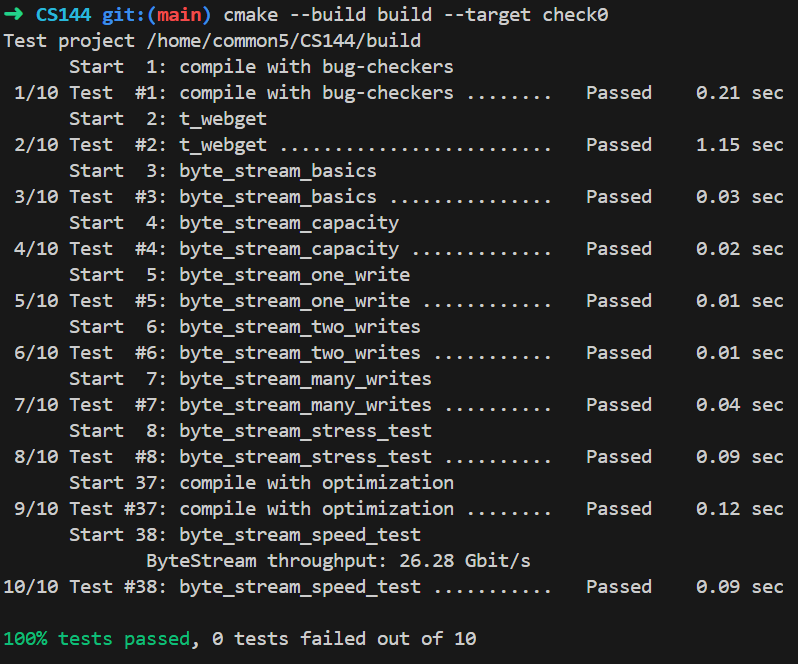 ➜ CS144 git:(main) cmake --build build --target check0
Test project /home/common5/CS144/build
      Start  1: compile with bug-checkers
 1/10 Test  #1: compile with bug-checkers ........   Passed    0.21 sec
      Start  2: t_webget
 2/10 Test  #2: t_webget .........................   Passed    1.15 sec
      Start  3: byte_stream_basics
 3/10 Test  #3: byte_stream_basics ...............   Passed    0.03 sec
      Start  4: byte_stream_capacity
 4/10 Test  #4: byte_stream_capacity .............   Passed    0.02 sec
      Start  5: byte_stream_one_write
 5/10 Test  #5: byte_stream_one_write ............   Passed    0.01 sec
      Start  6: byte_stream_two_writes
 6/10 Test  #6: byte_stream_two_writes ...........   Passed    0.01 sec
      Start  7: byte_stream_many_writes
 7/10 Test  #7: byte_stream_many_writes ..........   Passed    0.04 sec
      Start  8: byte_stream_stress_test
 8/10 Test  #8: byte_stream_stress_test ..........   Passed    0.09 sec
      Start 37: compile with optimization
 9/10 Test #37: compile with optimization ........   Passed    0.12 sec
      Start 38: byte_stream_speed_test
             ByteStream throughput: 26.28 Gbit/s
10/10 Test #38: byte_stream_speed_test ...........   Passed    0.09 sec

100% tests passed, 0 tests failed out of 10